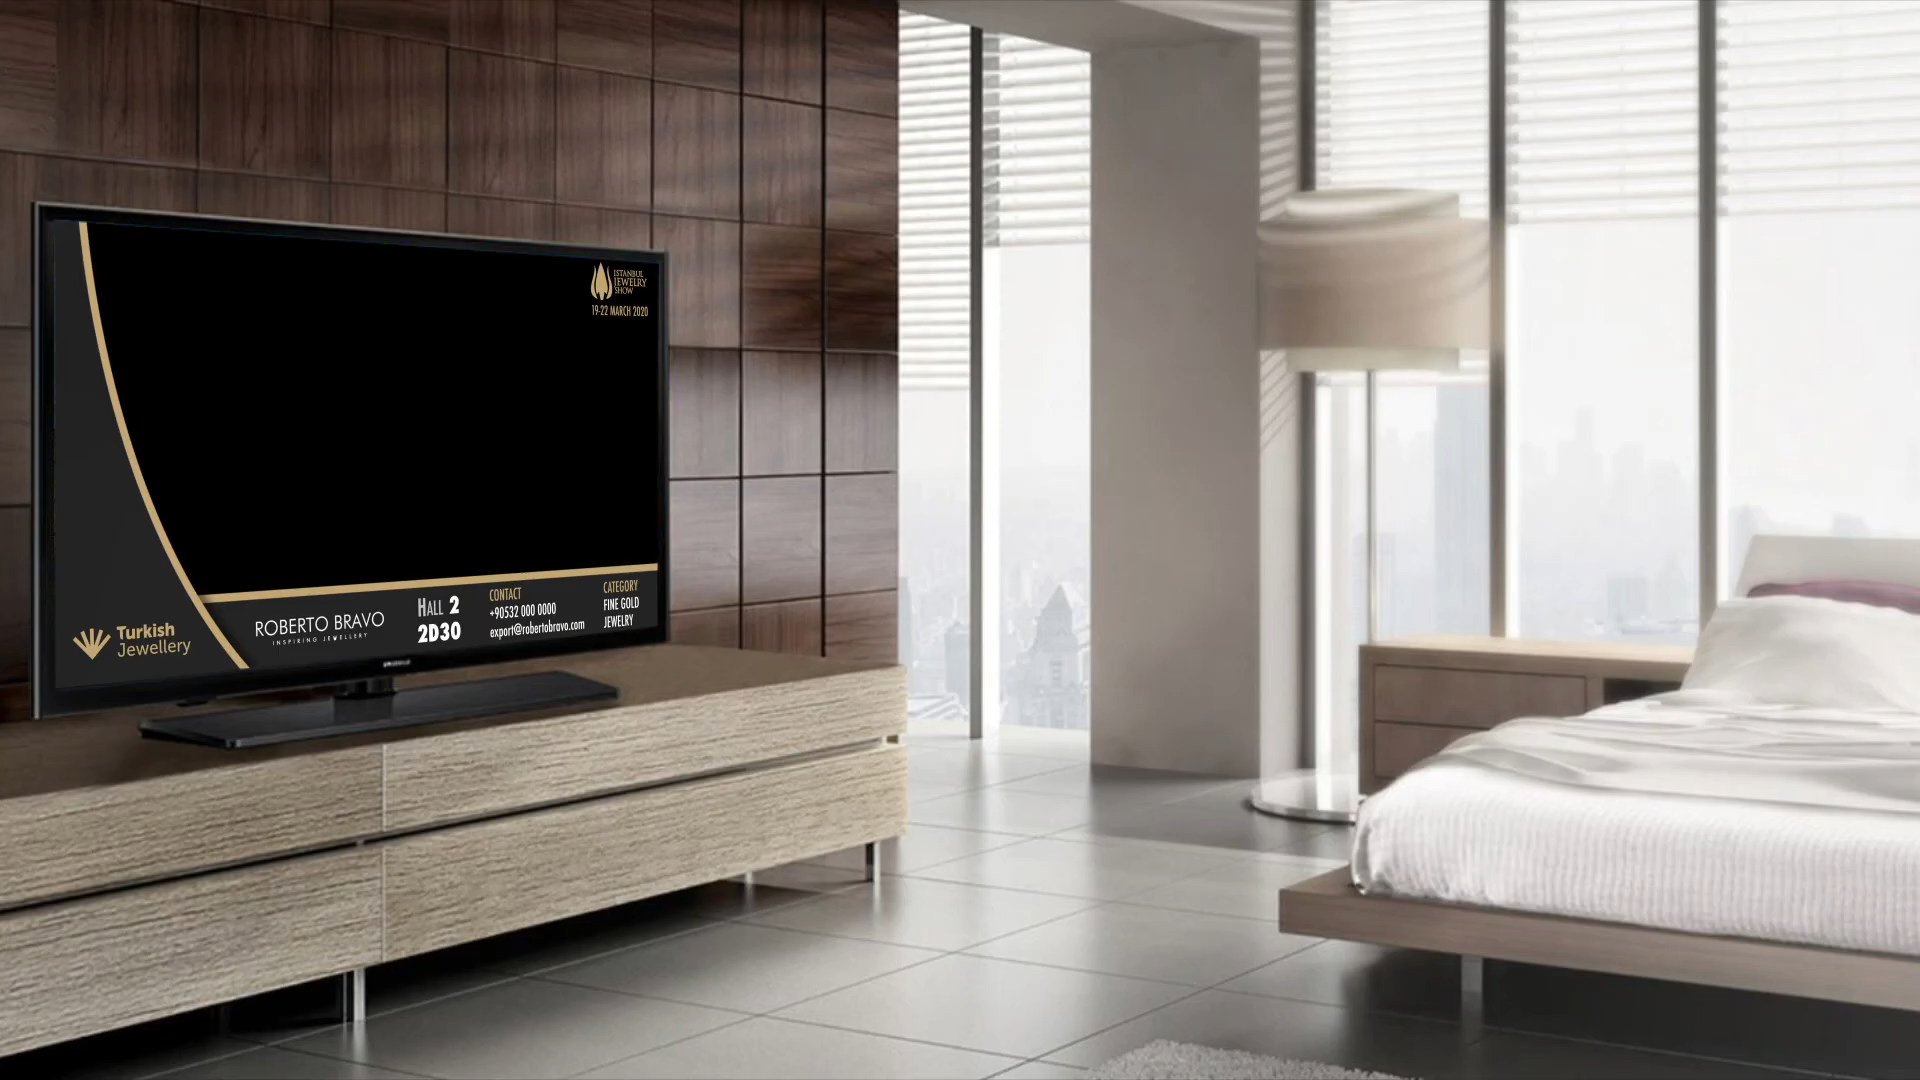 ISTANBUL
JEWELRY
SHOW
19-22 MARCH 2020
Turkish
Jewellery
ROBERTO BRAVO
INSPIRING JEWELLERY
HALL 2
2D30
CONTACT
+90532 000 0000
export@robertobravo.com
CATEGORY
FINE GOLD
JEWELRY